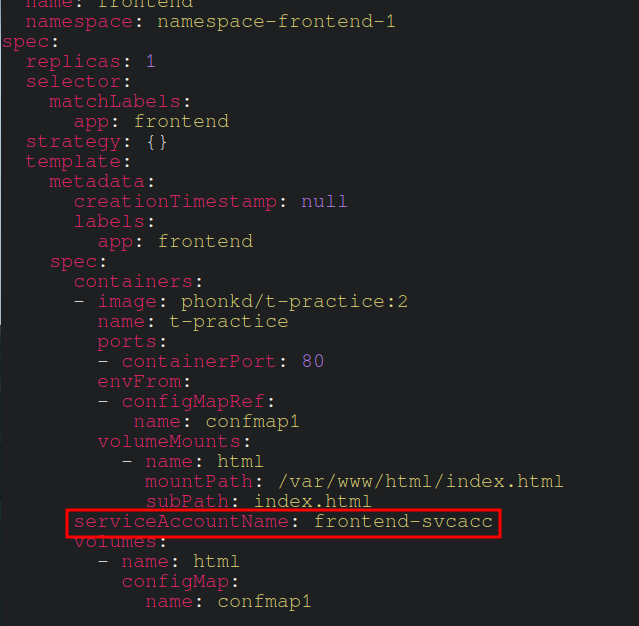 name: frontend
namespace: namespace-frontend-1
spec:
replicas: 1
selector:
matchLabels:
app: frontend
strategy: {}
template:
metadata:
creationTimestamp: null
labels:
app: frontend
spec:
containers:
- image: phonkd/t-practice:2
name: t-practice
ports:
- containerPort: 80
envFrom:
- configMapRef:
name: confmap1
volumeMounts:
- name: html
mountPath: /var/www/html/index.html
subPath: index.html
serviceAccountName: frontend-svcacc
volumes:
- name: html
configMap:
name: confmap1